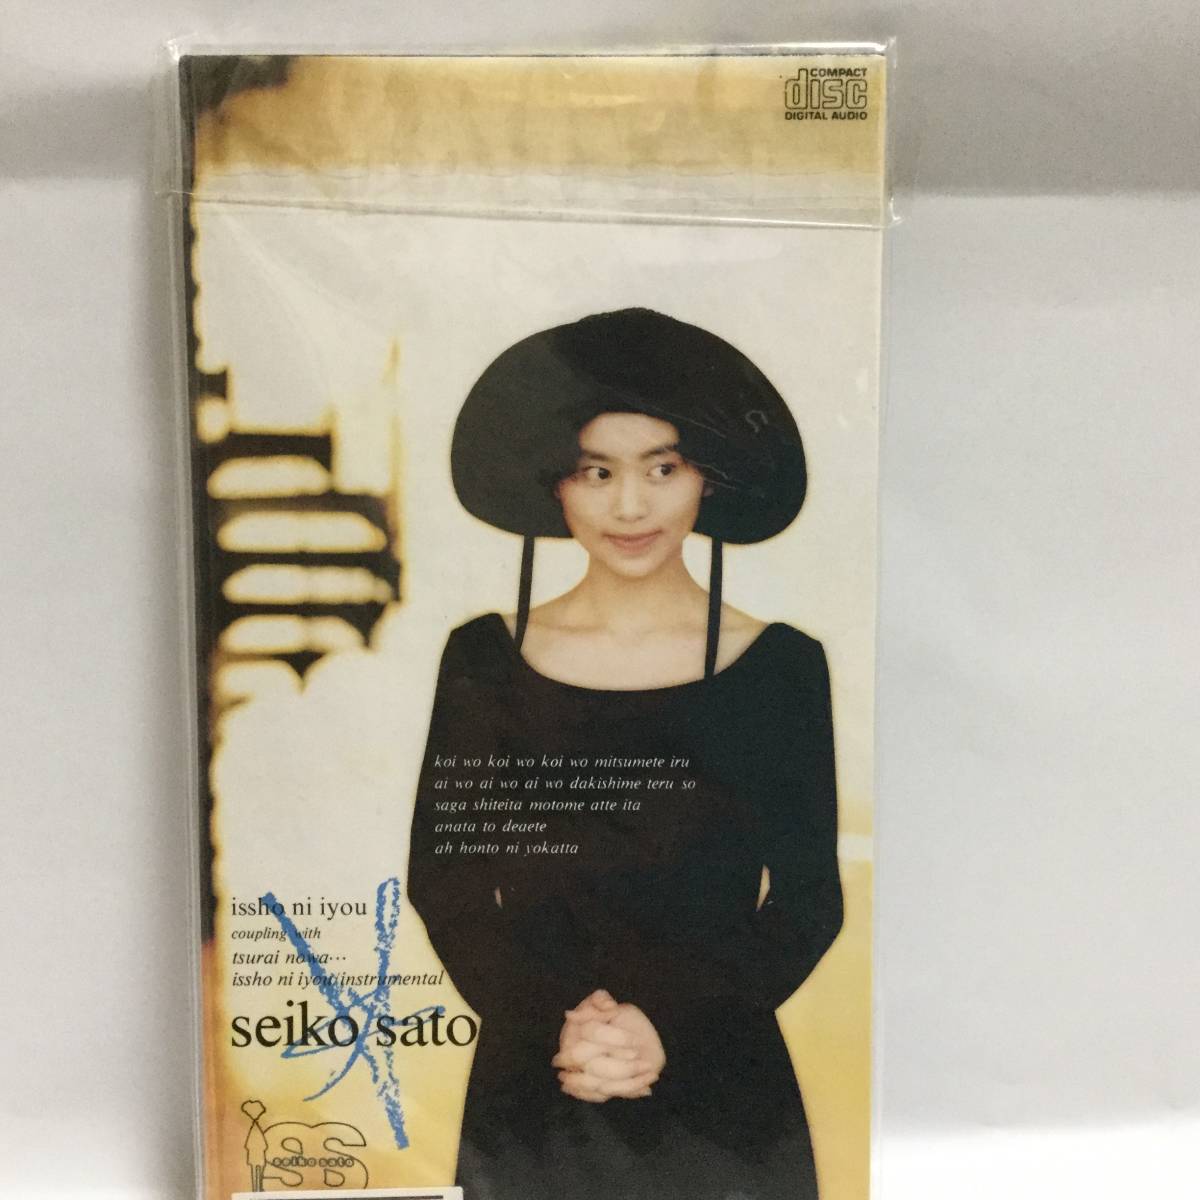 COMPACT
disc
DIGITAL AUDIO
koi wo koi wo koi wo mitsumete iru
ai wo ai wo ai wo dakishime teru so
saga shiteita motome atte ita
anata to deaete
ah honto ni yokatta
issho ni iyou
coupling with
tsurai nowa···
issho ni iyou/instrumental
seiko sato
SS
seiko sato